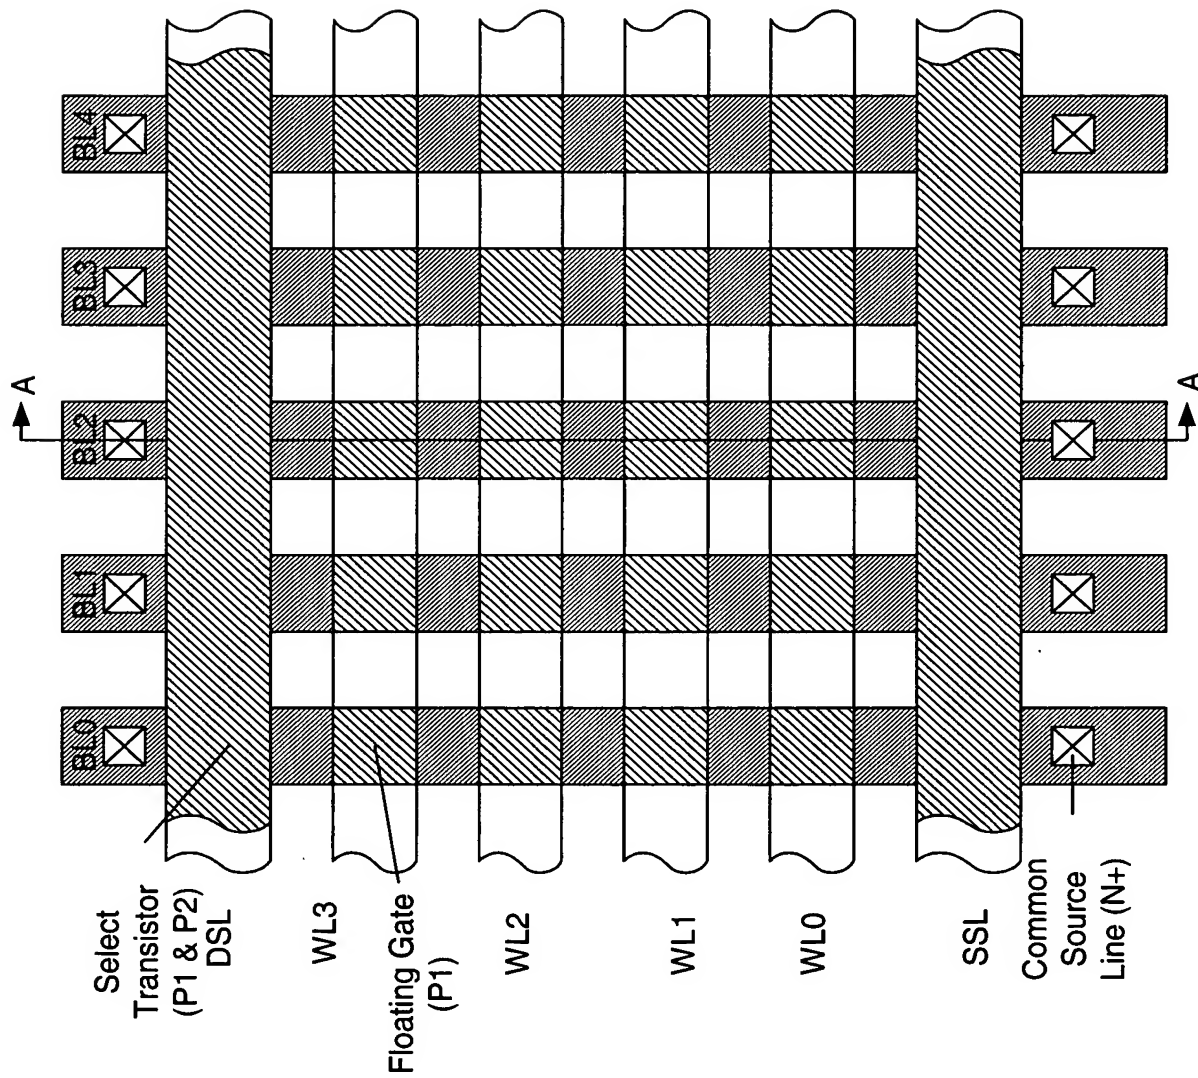 A
A
BL4
BL3
BL2
BL1
BL0
Select
Transistor
(P1 & P2)
DSL
WL3
Floating Gate
(P1)
WL2
WL1
WL0
SSL
Common
Source
Line (N+)